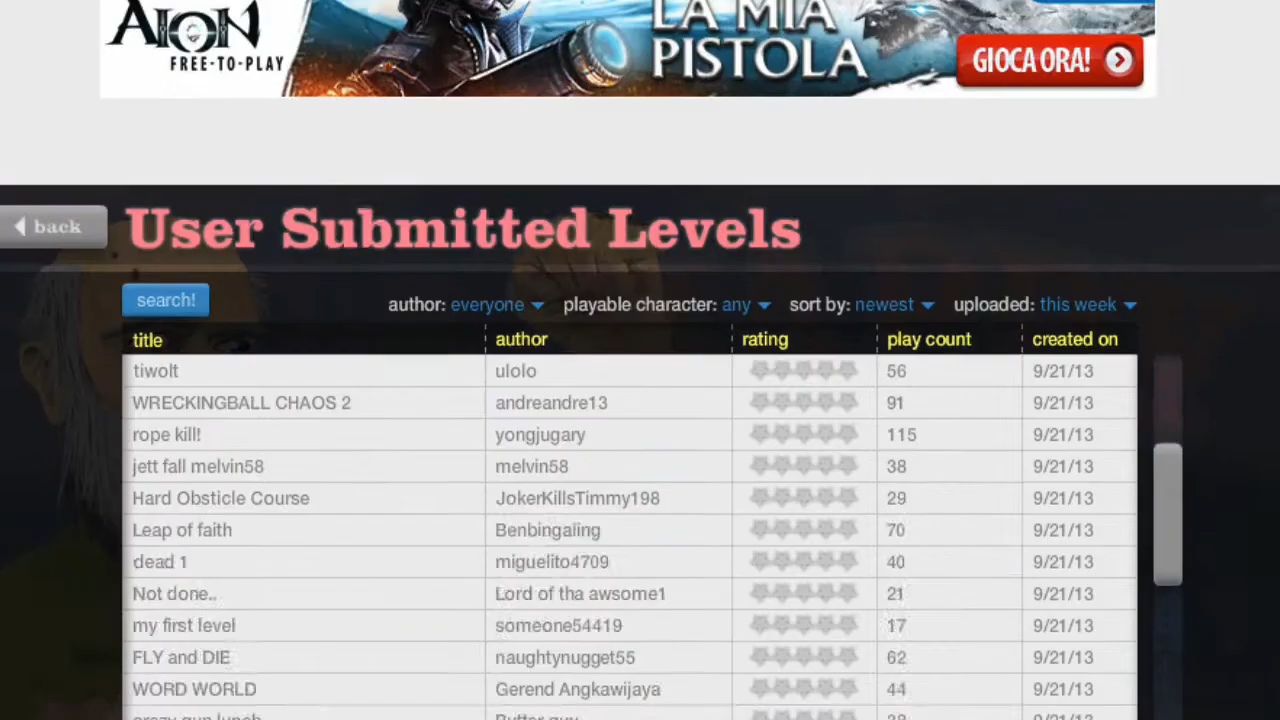 AION
FREE-TO-PLAY
LA MIA
PISTOLA
GIOCA ORA!
back
User Submitted Levels
search!
author: everyone playable character: any sort by: newest uploaded: this week
title author rating play count created on
tiwolt ulolo 56 9/21/13
WRECKINGBALL CHAOS 2 andreandre13 91 9/21/13
rope kill! yongjugary 115 9/21/13
jett fall melvin58 melvin58 38 9/21/13
Hard Obsticle Course JokerKillsTimmy198 29 9/21/13
Leap of faith Benbingaling 70 9/21/13
dead 1 miguelito4709 40 9/21/13
Not done.. Lord of tha awsome1 21 9/21/13
my first level someone54419 17 9/21/13
FLY and DIE naughtynugget55 62 9/21/13
WORD WORLD Gerend Angkawijaya 44 9/21/13